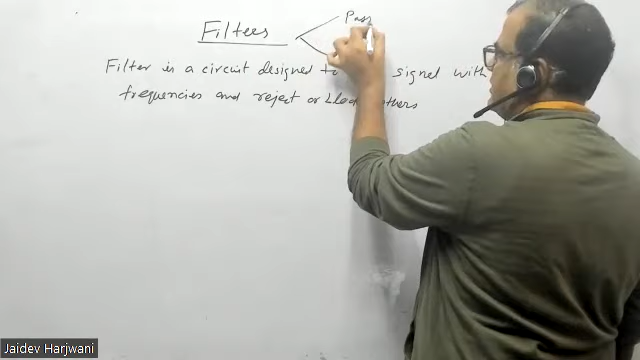 Filters
Pass
Filter is a circuit designed to signal with
frequencies and reject or block others
Jaidev Harjwani